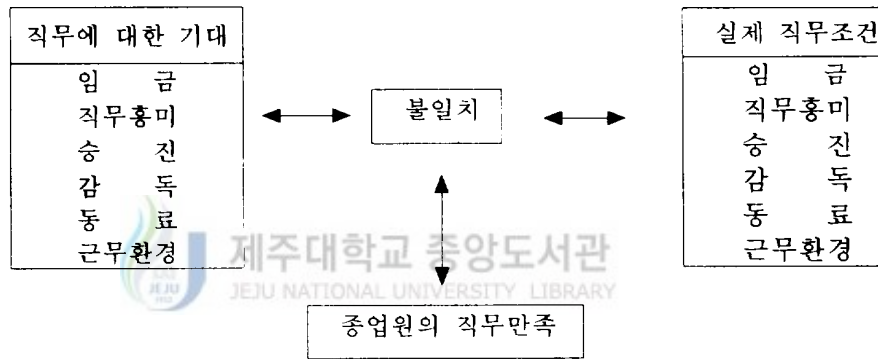 직무에 대한 기대
임 금
직무흥미
승 진
감 독
동 료
근무환경
불일치
실제 직무조건
임 금
직무흥미
승 진
감 독
동 료
근무환경
제주대학교 중앙도서관
JEJU NATIONAL UNIVERSITY LIBRARY
종업원의 직무만족